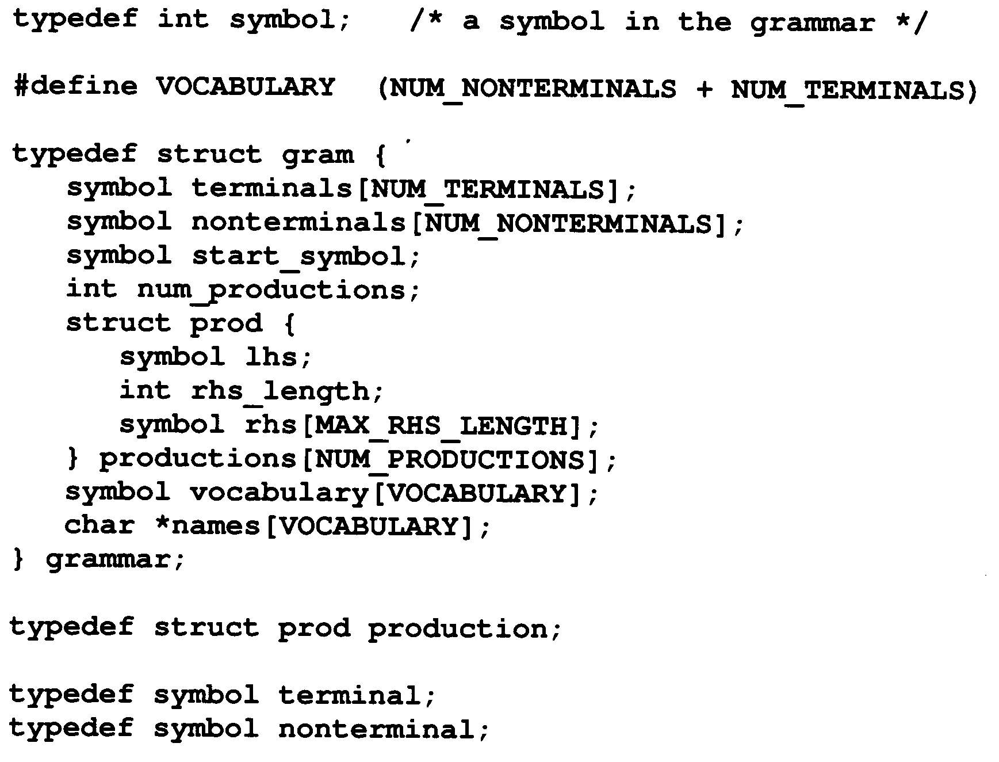 typedef int symbol;   /* a symbol in the grammar */
#define VOCABULARY  (NUM_NONTERMINALS + NUM_TERMINALS)
typedef struct gram {
   symbol terminals[NUM_TERMINALS];
   symbol nonterminals[NUM_NONTERMINALS];
   symbol start_symbol;
   int num_productions;
   struct prod {
      symbol lhs;
      int rhs_length;
      symbol rhs[MAX_RHS_LENGTH];
   } productions[NUM_PRODUCTIONS];
   symbol vocabulary[VOCABULARY];
   char *names[VOCABULARY];
} grammar;
typedef struct prod production;
typedef symbol terminal;
typedef symbol nonterminal;